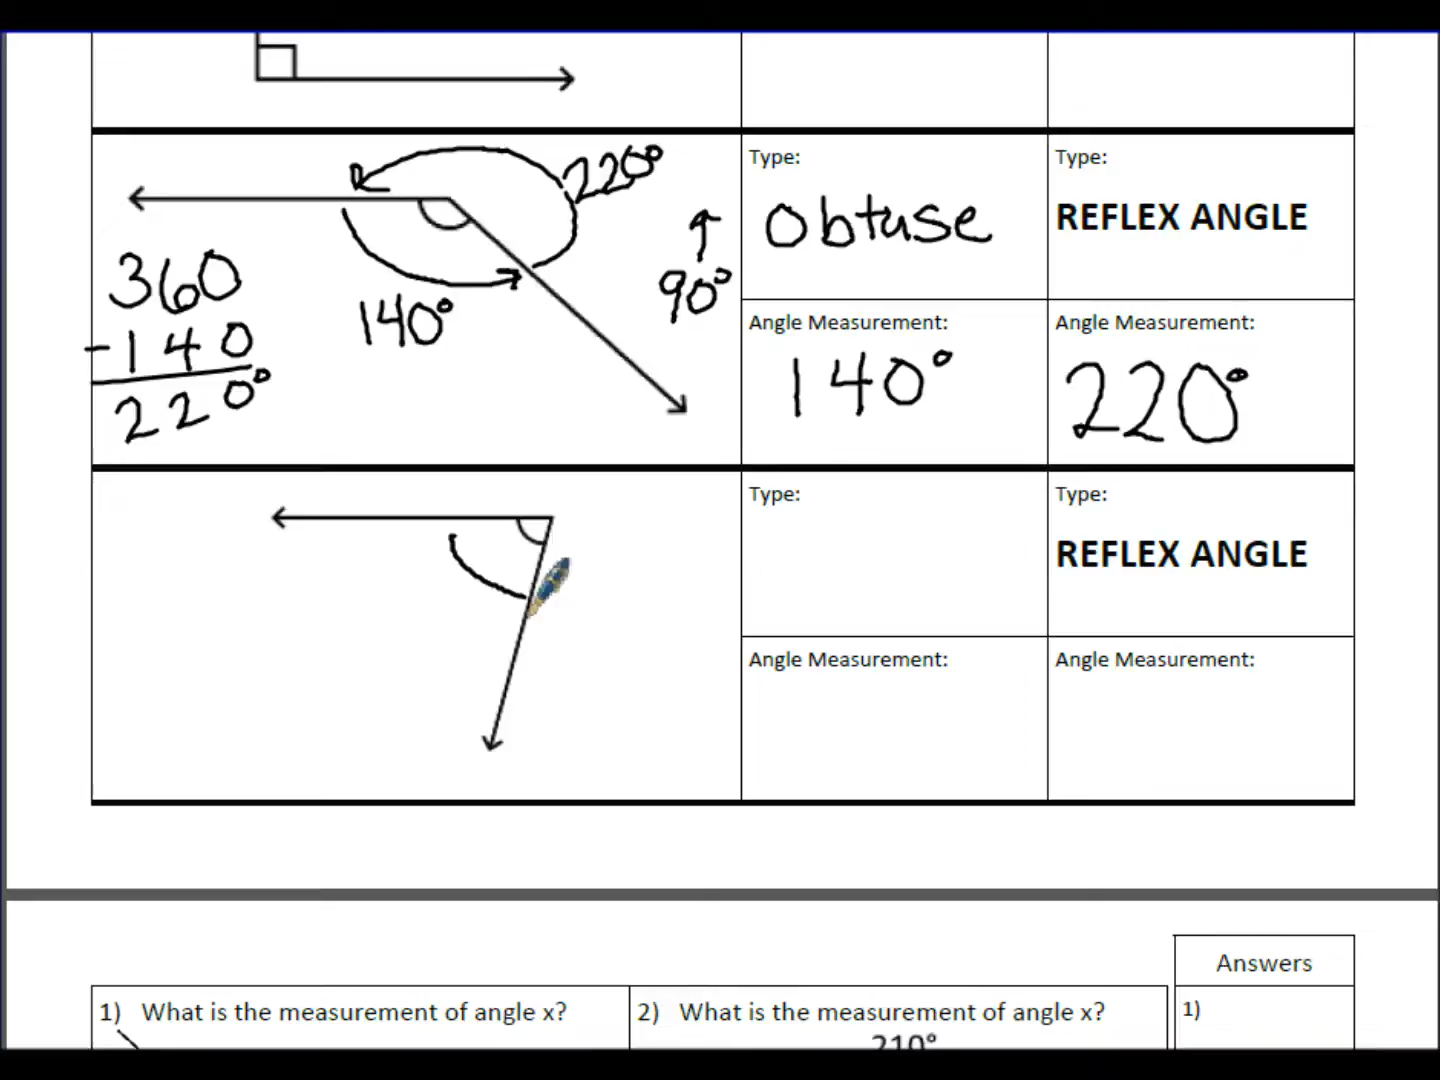 220°
Type:
Type:
obtuse
REFLEX ANGLE
90°
360
140°
-140
220°
Angle Measurement:
Angle Measurement:
140°
220°
Type:
Type:
REFLEX ANGLE
Angle Measurement:
Angle Measurement:
Answers
1) What is the measurement of angle x?
2) What is the measurement of angle x?
1)
210°